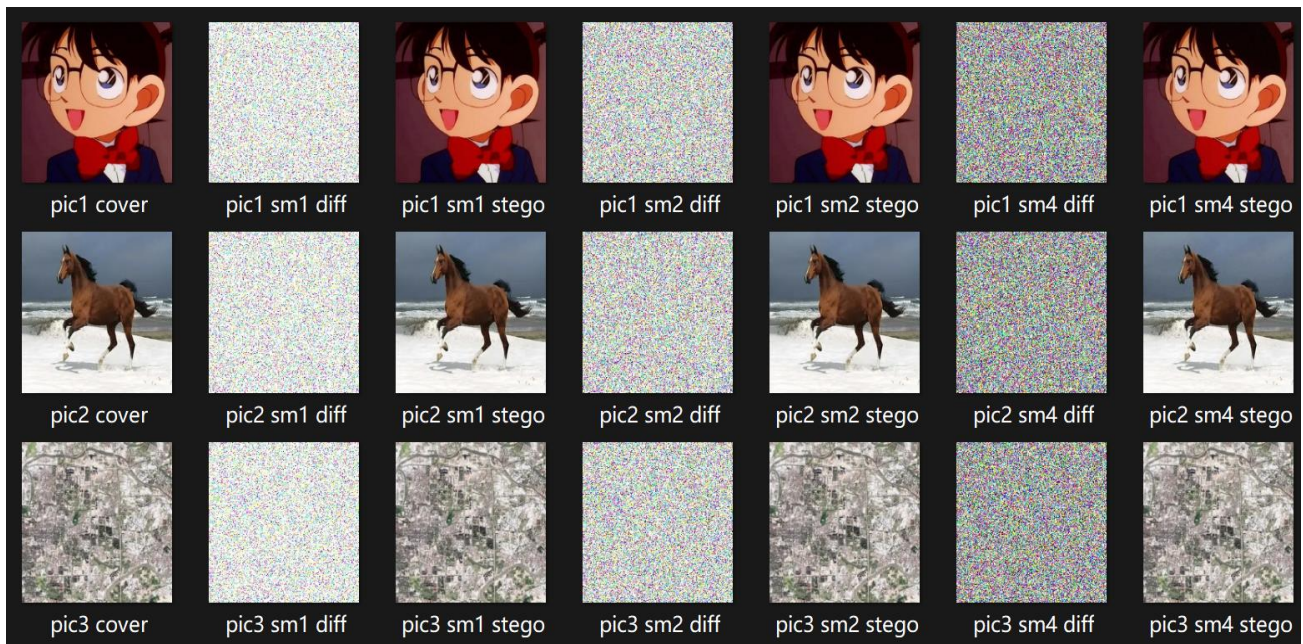 pic1 cover pic1 sm1 diff pic1 sm1 stego pic1 sm2 diff pic1 sm2 stego pic1 sm4 diff pic1 sm4 stego
pic2 cover pic2 sm1 diff pic2 sm1 stego pic2 sm2 diff pic2 sm2 stego pic2 sm4 diff pic2 sm4 stego
pic3 cover pic3 sm1 diff pic3 sm1 stego pic3 sm2 diff pic3 sm2 stego pic3 sm4 diff pic3 sm4 stego